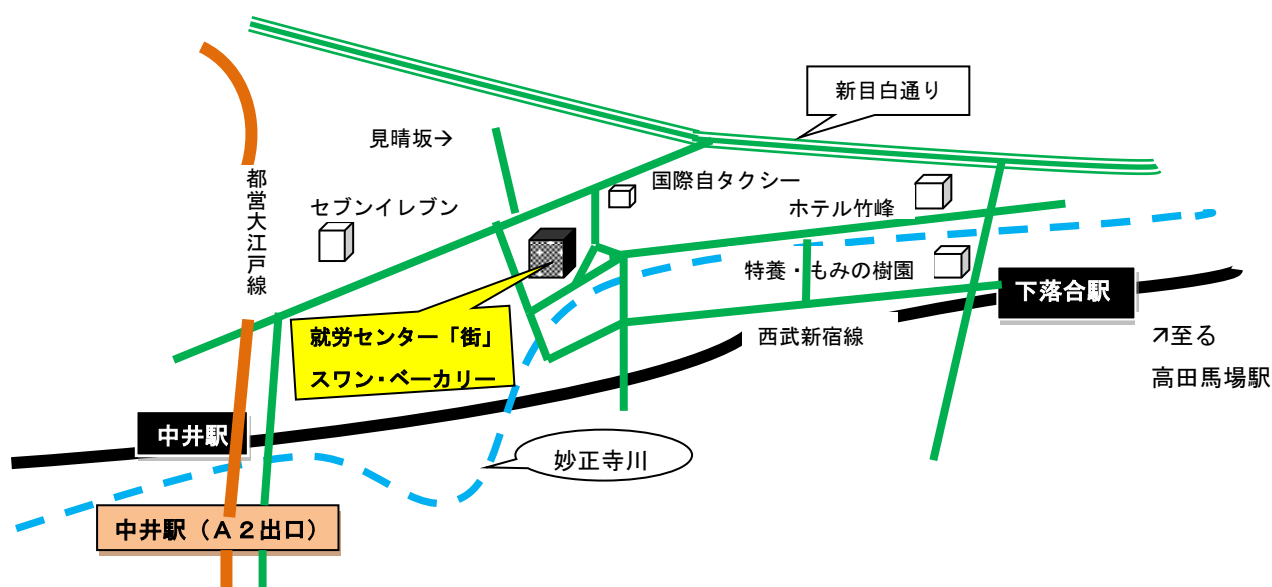 新目白通り
見晴坂→
国際自タクシー
都営大江戸線
セブンイレブン
ホテル竹峰
特養・もみの樹園
下落合駅
就労センター「街」
スワン・ベーカリー
西武新宿線
↗至る
高田馬場駅
中井駅
妙正寺川
中井駅（Ａ２出口）